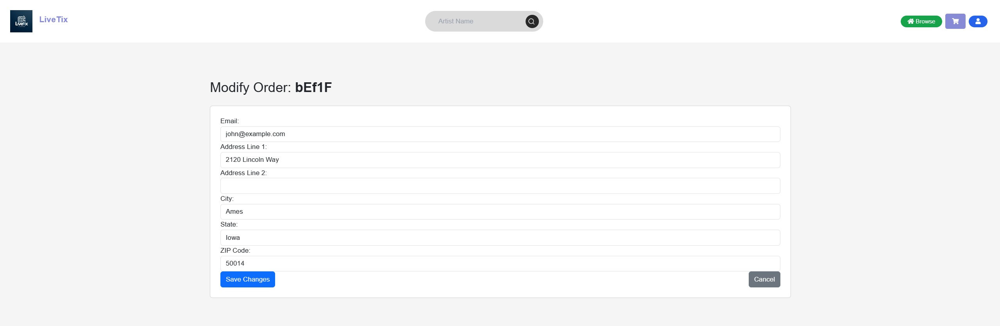 Livetix
LiveTix
Artist Name
Browse
Modify Order: bEf1F
Email:
john@example.com
Address Line 1:
2120 Lincoln Way
Address Line 2:
City:
Ames
State:
Iowa
ZIP Code:
50014
Save Changes
Cancel